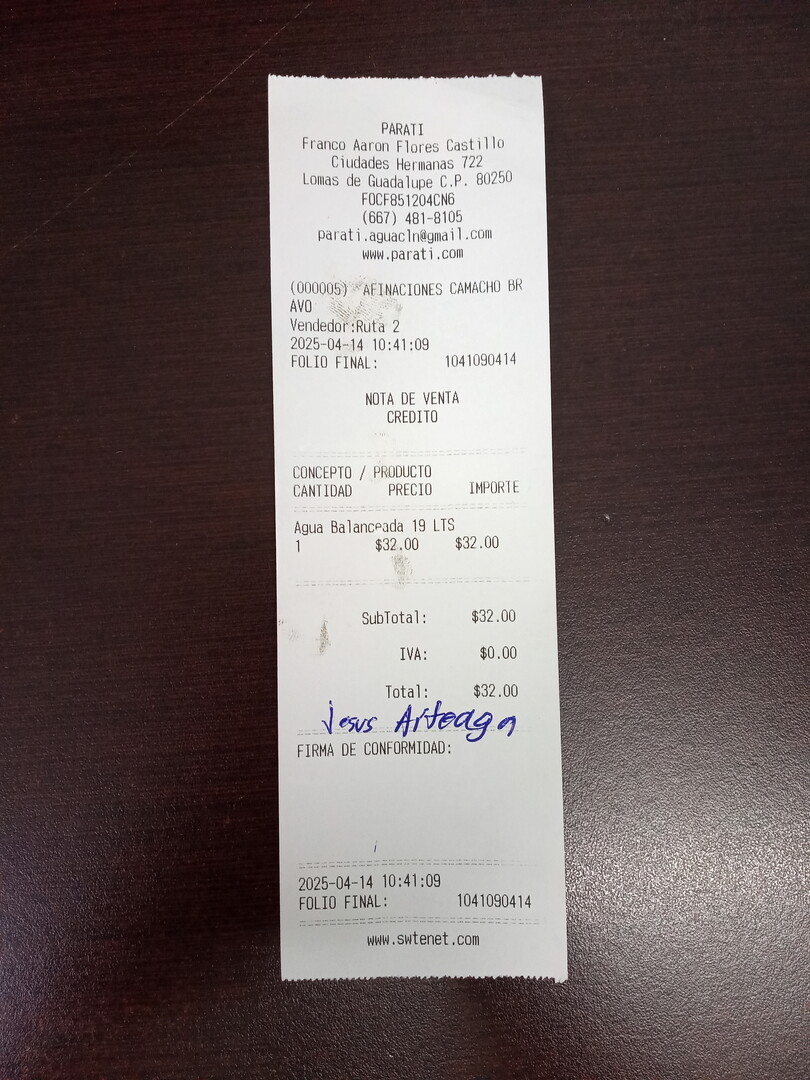 PARATI
Franco Aaron Flores Castillo
Ciudades Hermanas 722
Lomas de Guadalupe C.P. 80250
FOCF851204CN6
(667) 481-8105
parati.aguacln@gmail.com
www.parati.com
(000005) AFINACIONES CAMACHO BR
AVO
Vendedor:Ruta 2
2025-04-14 10:41:09
FOLIO FINAL: 1041090414
NOTA DE VENTA
CREDITO
CONCEPTO / PRODUCTO
CANTIDAD PRECIO IMPORTE
Agua Balanceada 19 LTS
1 $32.00 $32.00
SubTotal: $32.00
IVA: $0.00
Total: $32.00
Jesus Arteaga
FIRMA DE CONFORMIDAD:
2025-04-14 10:41:09
FOLIO FINAL: 1041090414
www.swtenet.com